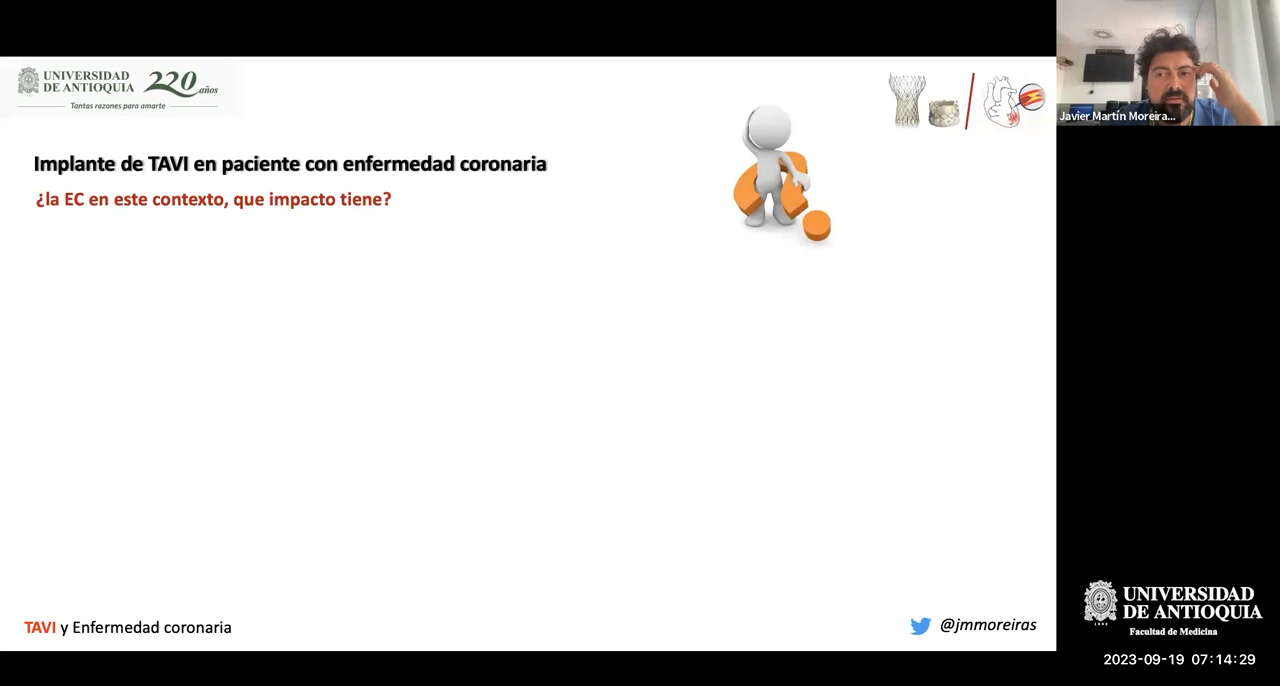 UNIVERSIDAD
DE ANTIOQUIA
220 años
Tantas razones para amarte
Implante de TAVI en paciente con enfermedad coronaria
¿la EC en este contexto, que impacto tiene?
TAVI y Enfermedad coronaria
@jmmoreiras
Javier Martín Moreira...
UNIVERSIDAD
DE ANTIOQUIA
1803
Facultad de Medicina
2023-09-19 07:14:29